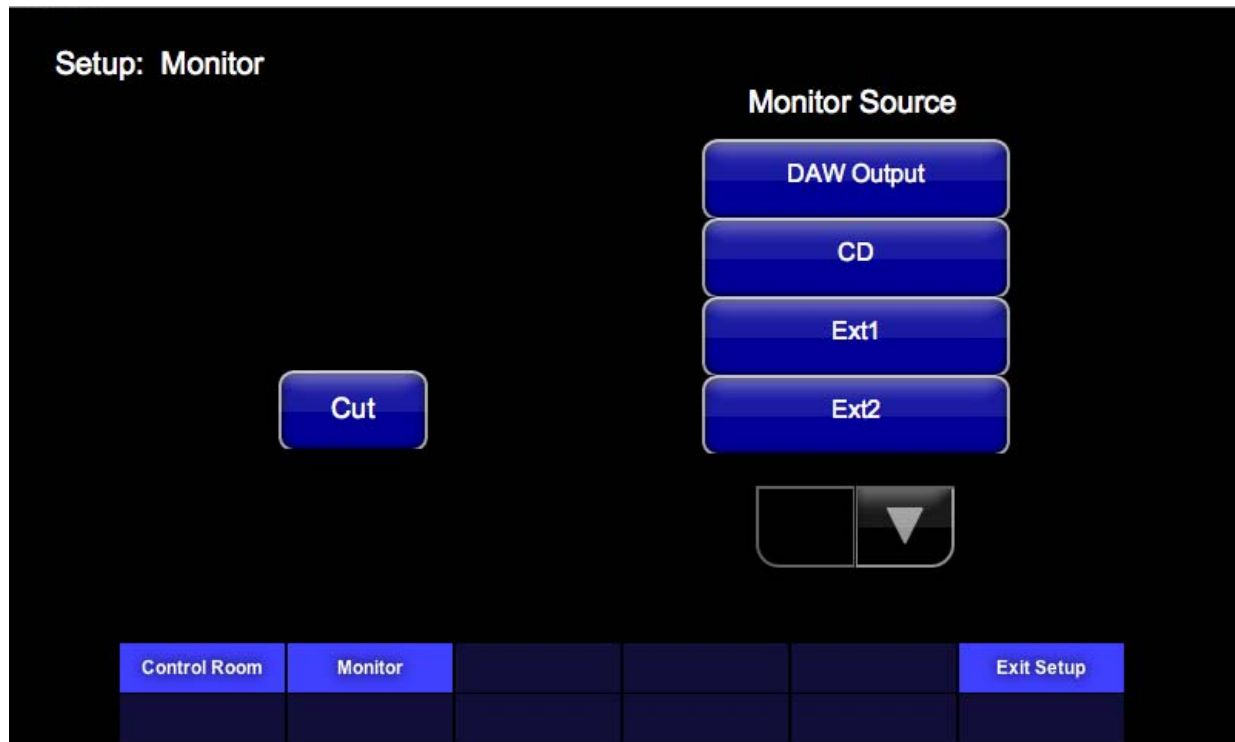 Setup: Monitor
Monitor Source
DAW Output
CD
Ext1
Cut
Ext2
Control Room
Monitor
Exit Setup